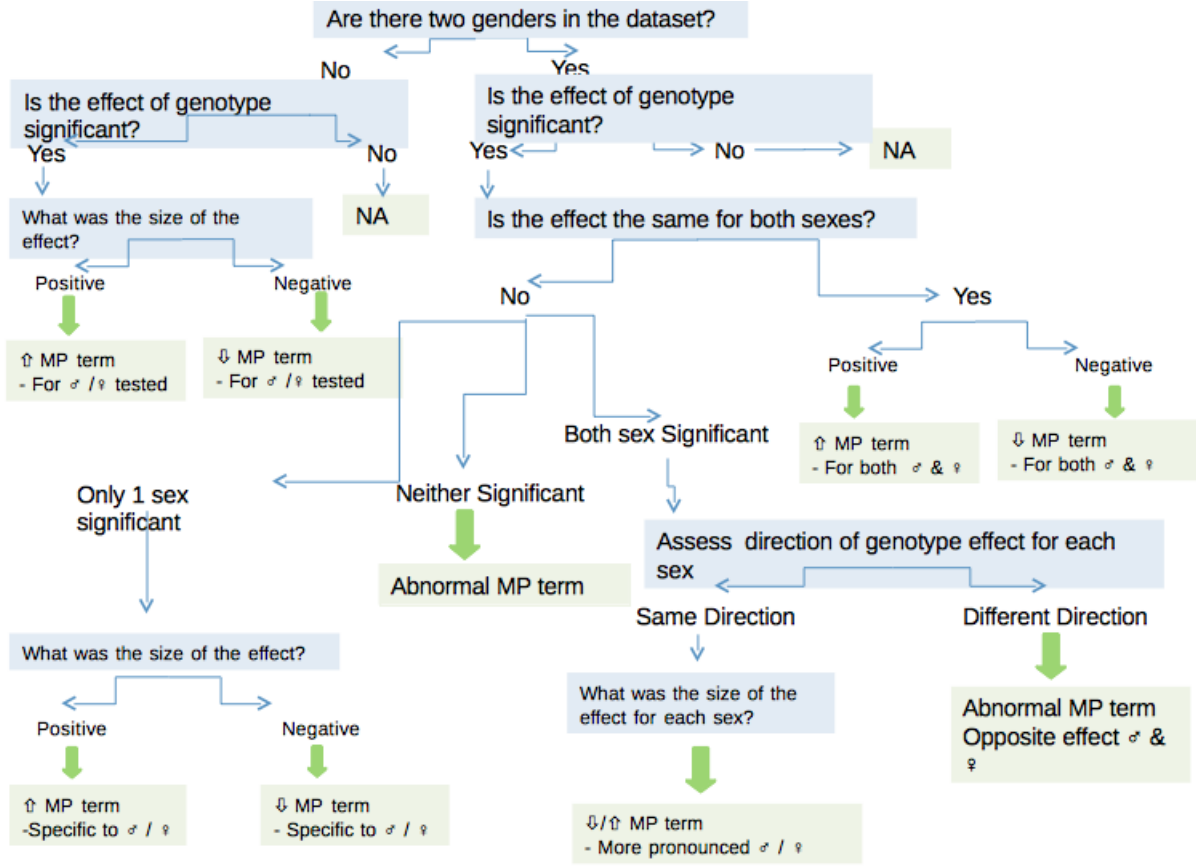 Are there two genders in the dataset?
No
Yes
Is the effect of genotype
significant?
Is the effect of genotype
significant?
Yes
No
Yes
No
NA
NA
What was the size of the
effect?
Is the effect the same for both sexes?
Positive
Negative
No
Yes
⇧ MP term
- For ♂ /♀ tested
⇩ MP term
- For ♂ /♀ tested
Positive
Negative
⇧ MP term
- For both ♂ & ♀
⇩ MP term
- For both ♂ & ♀
Both sex Significant
Only 1 sex
significant
Neither Significant
Abnormal MP term
Assess direction of genotype effect for each
sex
Same Direction
Different Direction
What was the size of the effect?
What was the size of the
effect for each sex?
Abnormal MP term
Opposite effect ♂ &
♀
Positive
Negative
⇧ MP term
-Specific to ♂ / ♀
⇩ MP term
- Specific to ♂ / ♀
⇩/⇧ MP term
- More pronounced ♂ / ♀